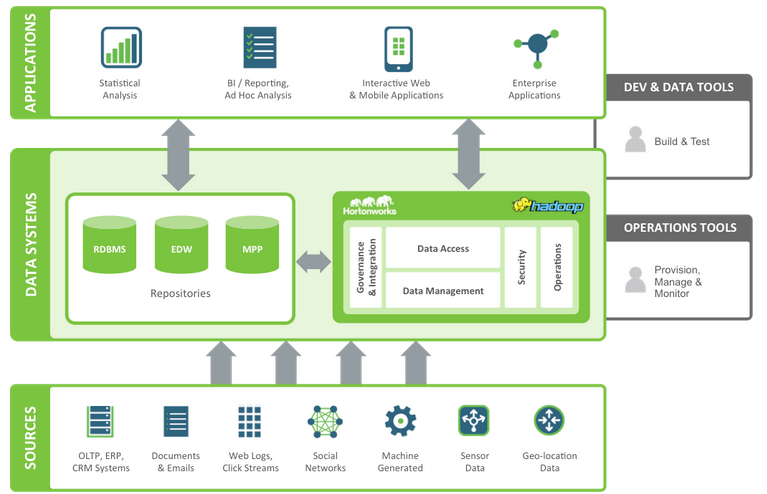 APPLICATIONS
Statistical
Analysis
BI / Reporting,
Ad Hoc Analysis
Interactive Web
& Mobile Applications
Enterprise
Applications
DEV & DATA TOOLS
Build & Test
DATA SYSTEMS
RDBMS
EDW
MPP
Repositories
Hortonworks
hadoop
Governance
& Integration
Data Access
Data Management
Security
Operations
OPERATIONS TOOLS
Provision,
Manage &
Monitor
SOURCES
OLTP, ERP,
CRM Systems
Documents
& Emails
Web Logs,
Click Streams
Social
Networks
Machine
Generated
Sensor
Data
Geo-location
Data